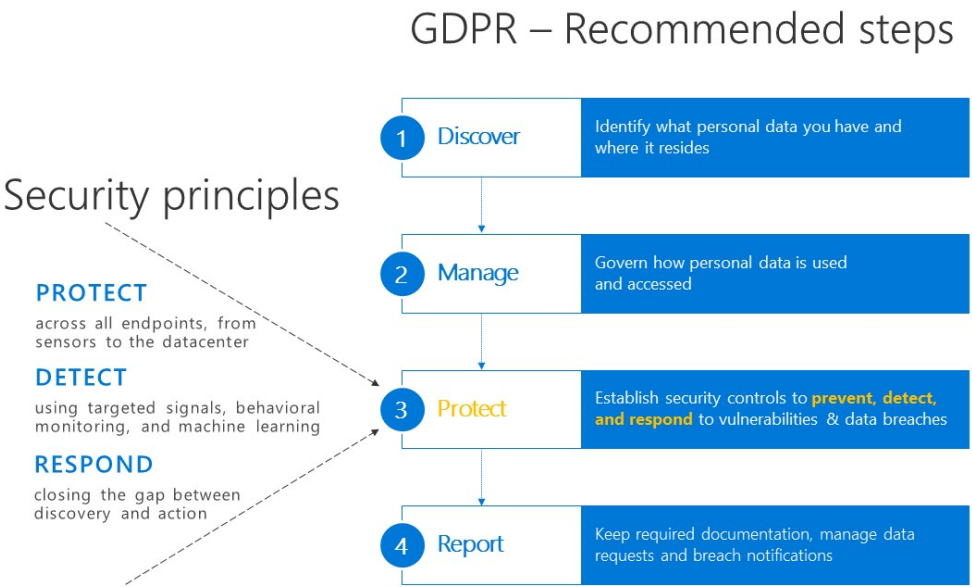 GDPR – Recommended steps
1 Discover
Identify what personal data you have and
where it resides
Security principles
2 Manage
Govern how personal data is used
and accessed
PROTECT
across all endpoints, from
sensors to the datacenter
DETECT
using targeted signals, behavioral
monitoring, and machine learning
RESPOND
closing the gap between
discovery and action
3 Protect
Establish security controls to prevent, detect,
and respond to vulnerabilities & data breaches
4 Report
Keep required documentation, manage data
requests and breach notifications